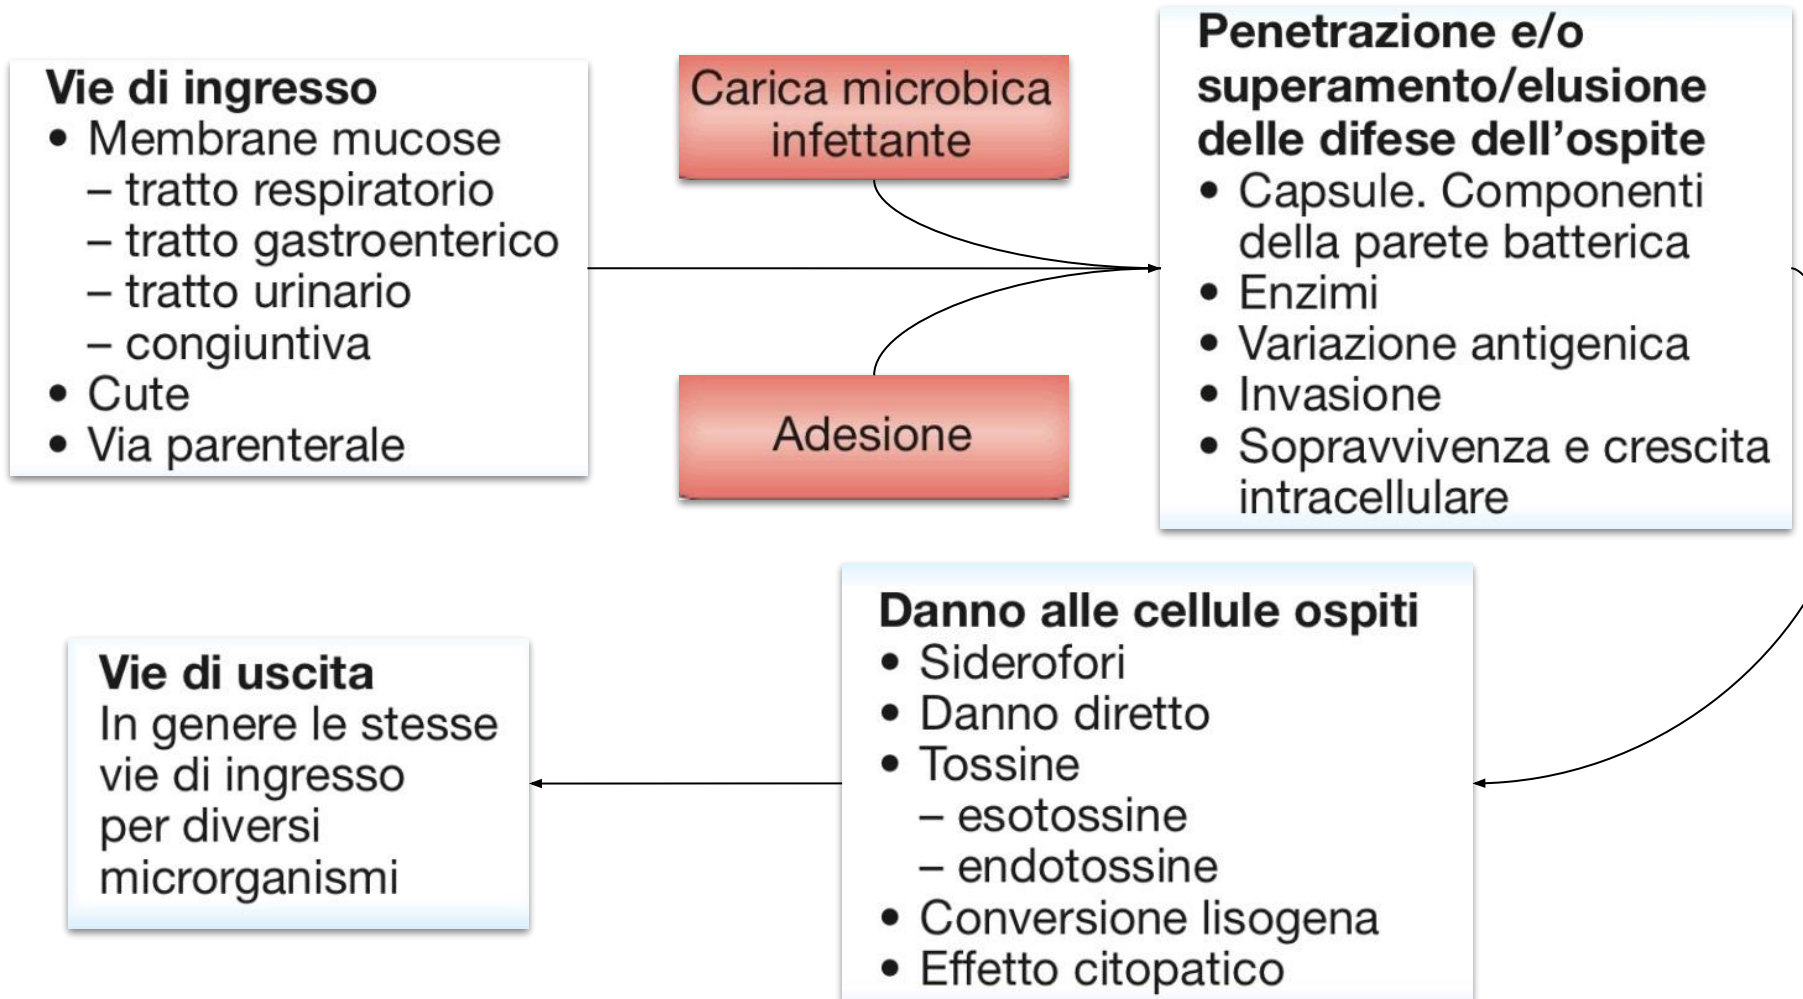 Vie di ingresso
• Membrane mucose
– tratto respiratorio
– tratto gastroenterico
– tratto urinario
– congiuntiva
• Cute
• Via parenterale
Carica microbica
infettante
Adesione
Penetrazione e/o
superamento/elusione
delle difese dell’ospite
• Capsule. Componenti
della parete batterica
• Enzimi
• Variazione antigenica
• Invasione
• Sopravvivenza e crescita
intracellulare
Danno alle cellule ospiti
• Siderofori
• Danno diretto
• Tossine
– esotossine
– endotossine
• Conversione lisogena
• Effetto citopatico
Vie di uscita
In genere le stesse
vie di ingresso
per diversi
microrganismi